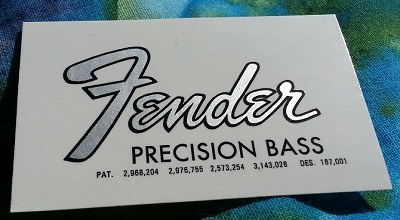 Fender
PRECISION BASS
PAT. 2,968,204 2,976,755 2,573,254 3,143,028 DES. 187,001